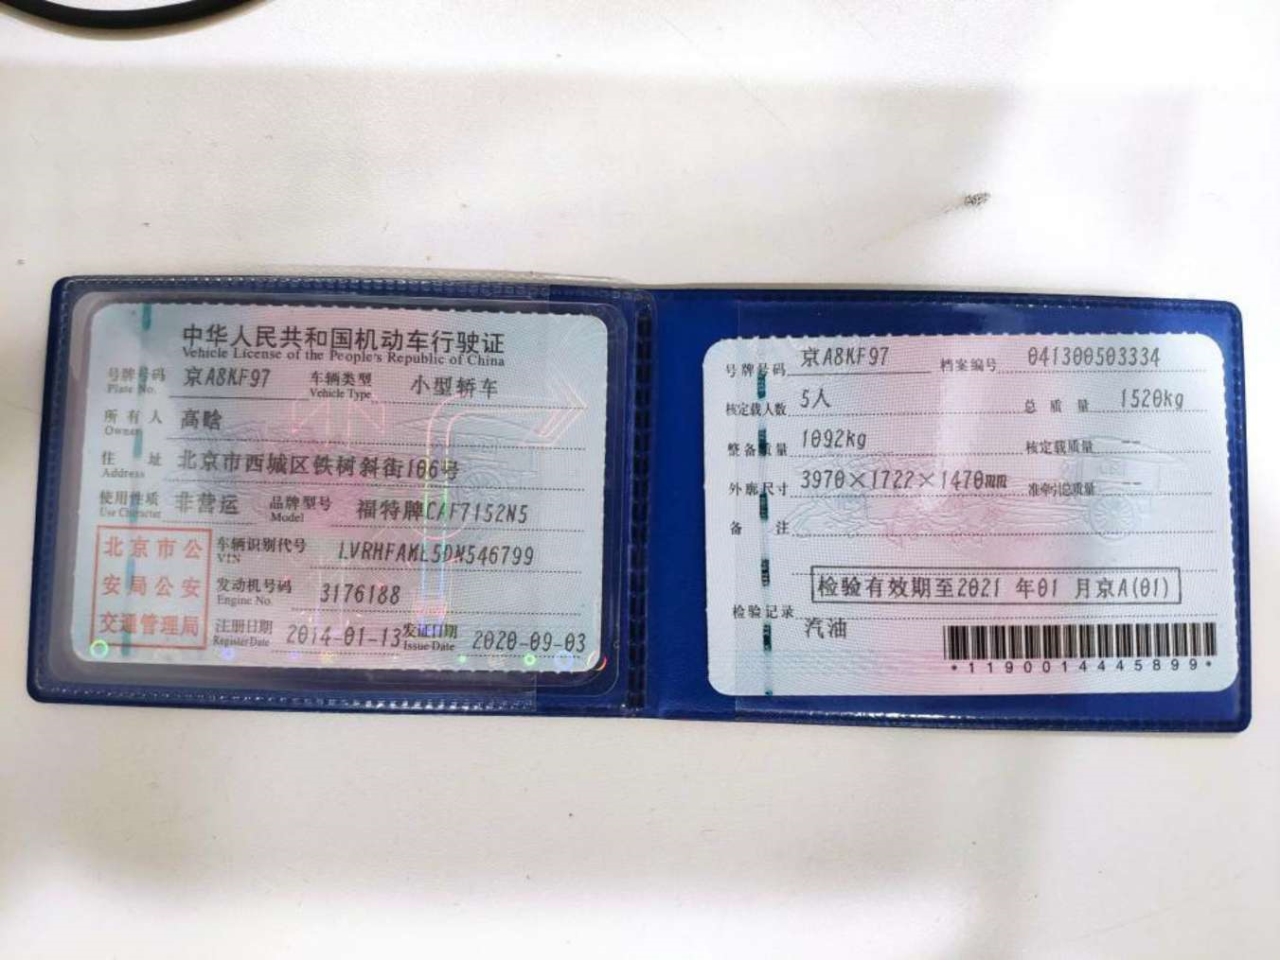 中华人民共和国机动车行驶证
Vehicle License of the People's Republic of China
号牌号码 京A8KF97 车辆类型 小型轿车
Plate No. Vehicle Type
所有人 高晗
Owner
住址 北京市西城区铁树斜街106号
Address
使用性质 非营运 品牌型号 福特牌CAF7152N5
Use Character Model
车辆识别代号 LVRHFAML5DN546799
VIN
发动机号码 3176188
Engine No.
注册日期 2014-01-13 发证日期 2020-09-03
Register Date Issue Date
北京市公
安局公安
交通管理局
号牌号码 京A8KF97 档案编号 041300503334
核定载人数 5人 总质量 1520kg
整备质量 1092kg 核定载质量 --
外廓尺寸 3970×1722×1470mm 准牵引总质量 --
备注
检验有效期至2021 年01 月京A(01)
检验记录
汽油
*1190014445899*